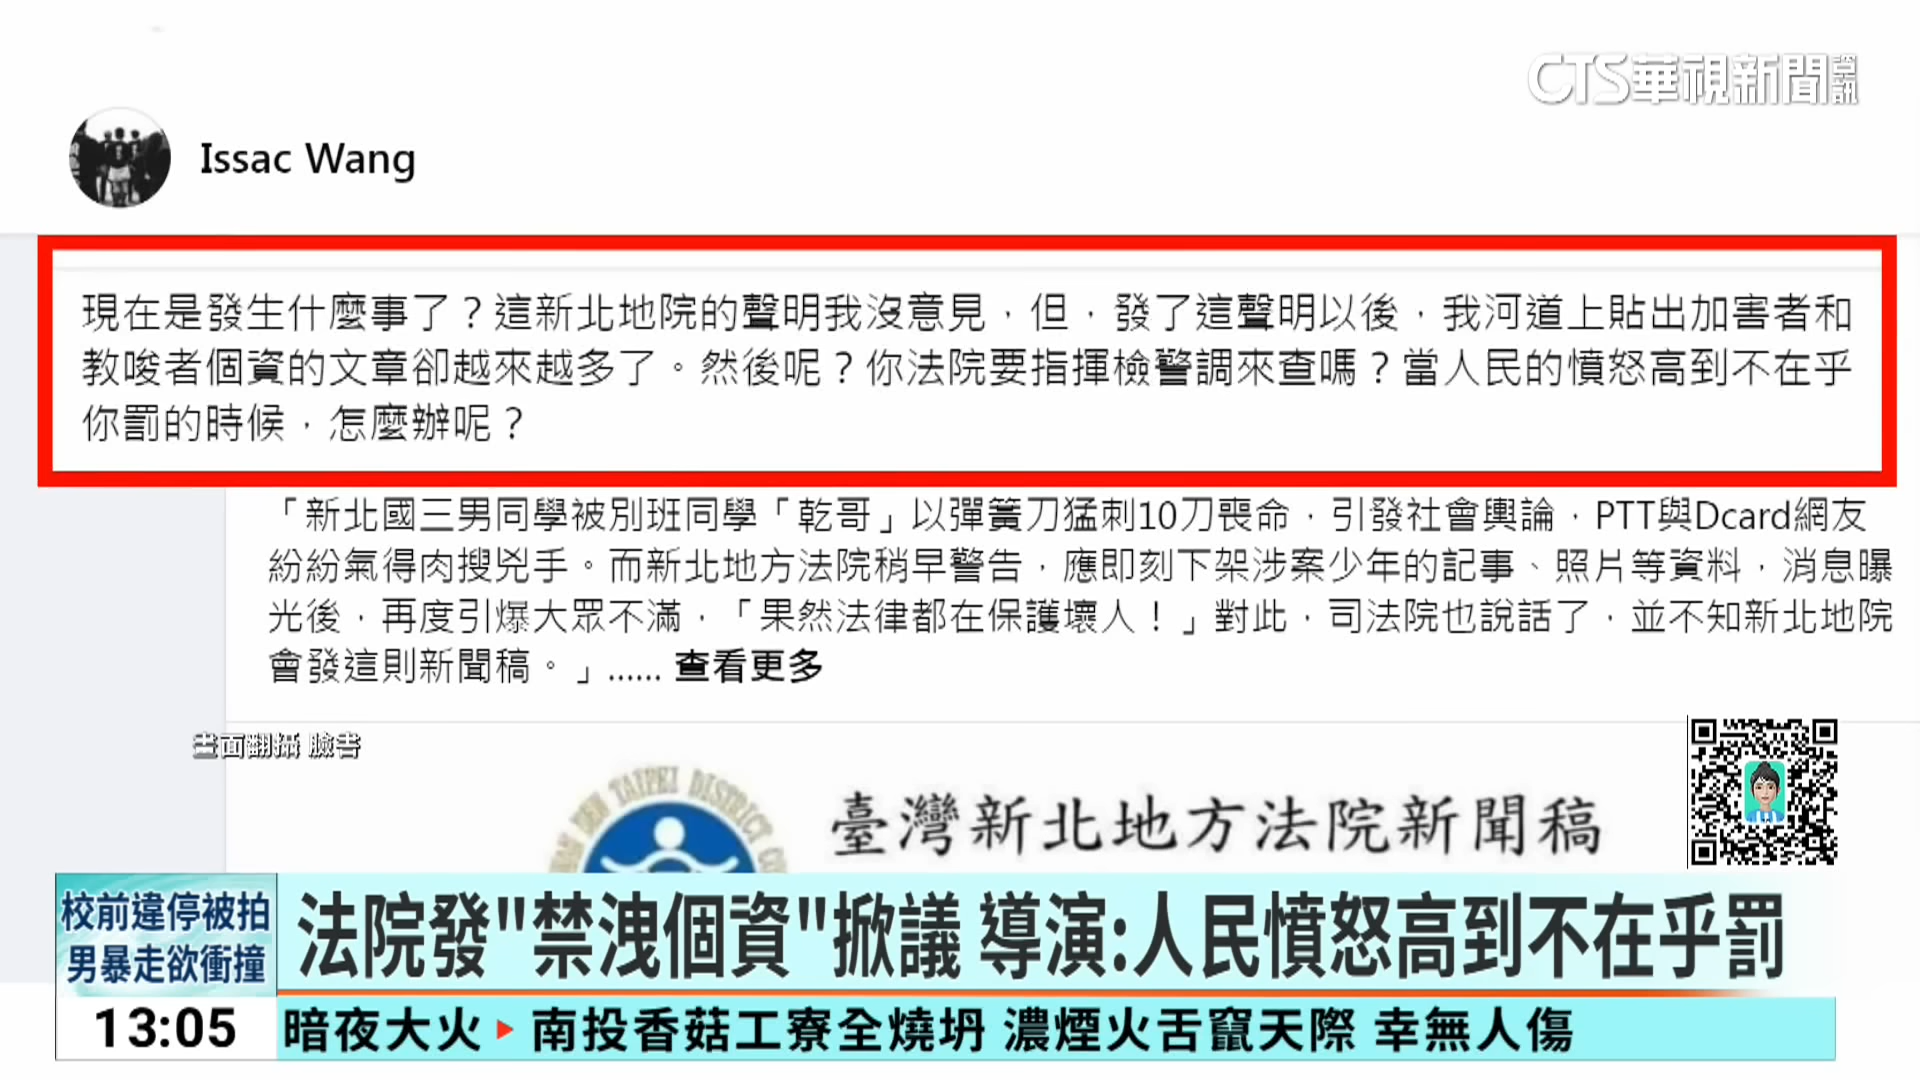 CTS華視新聞資訊
Issac Wang
現在是發生什麼事了？這新北地院的聲明我沒意見，但，發了這聲明以後，我河道上貼出加害者和
教唆者個資的文章卻越來越多了。然後呢？你法院要指揮檢警調來查嗎？當人民的憤怒高到不在乎
你罰的時候，怎麼辦呢？
「新北國三男同學被別班同學「乾哥」以彈簧刀猛刺10刀喪命，引發社會輿論，PTT與Dcard網友
紛紛氣得肉搜兇手。而新北地方法院稍早警告，應即刻下架涉案少年的記事、照片等資料，消息曝
光後，再度引爆大眾不滿，「果然法律都在保護壞人！」對此，司法院也說話了，並不知新北地院
會發這則新聞稿。」...... 查看更多
畫面翻攝 臉書
TAIPEI DISTRICT
臺灣新北地方法院新聞稿
校前違停被拍
男暴走欲衝撞
法院發"禁洩個資"掀議 導演:人民憤怒高到不在乎罰
13:05
暗夜大火▶南投香菇工寮全燒坍 濃煙火舌竄天際 幸無人傷